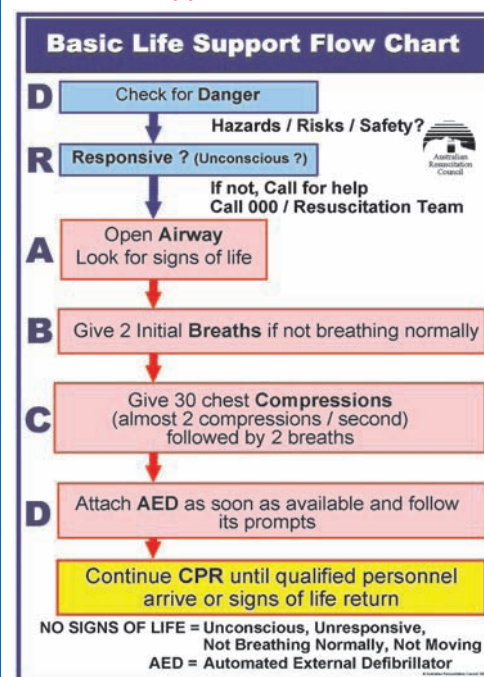 Basic Life Support Flow Chart
D
Check for Danger
Hazards / Risks / Safety?
Australian
Resuscitation
Council
R
Responsive ? (Unconscious ?)
If not, Call for help
Call 000 / Resuscitation Team
A
Open Airway
Look for signs of life
B
Give 2 Initial Breaths if not breathing normally
C
Give 30 chest Compressions
(almost 2 compressions / second)
followed by 2 breaths
D
Attach AED as soon as available and follow
its prompts
Continue CPR until qualified personnel
arrive or signs of life return
NO SIGNS OF LIFE = Unconscious, Unresponsive,
Not Breathing Normally, Not Moving
AED = Automated External Defibrillator